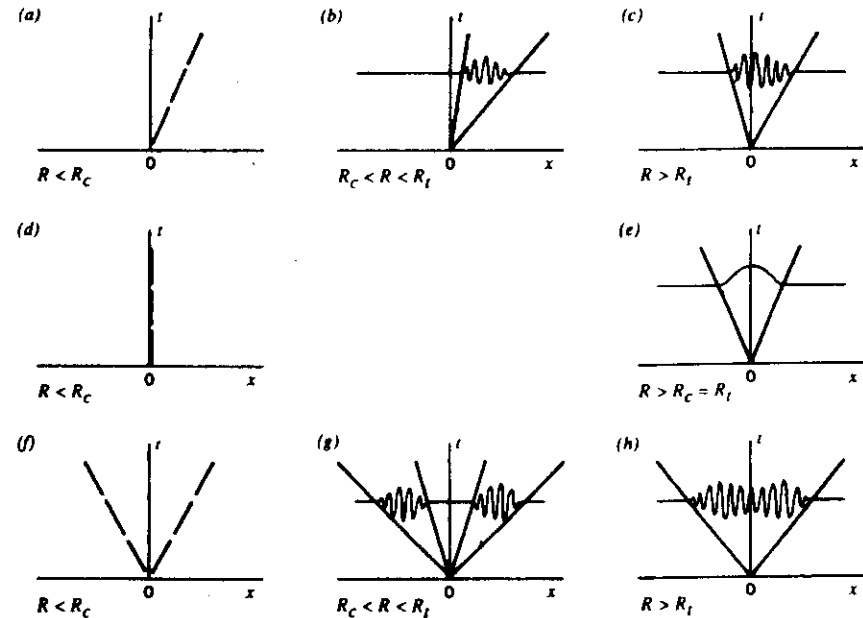 (a)
t
0
R < R_c
(b)
t
0
x
R_c < R < R_t
(c)
t
0
x
R > R_t
(d)
t
0
x
R < R_c
(e)
t
0
x
R > R_c = R_t
(f)
t
0
x
R < R_c
(g)
t
0
x
R_c < R < R_t
(h)
t
0
x
R > R_t